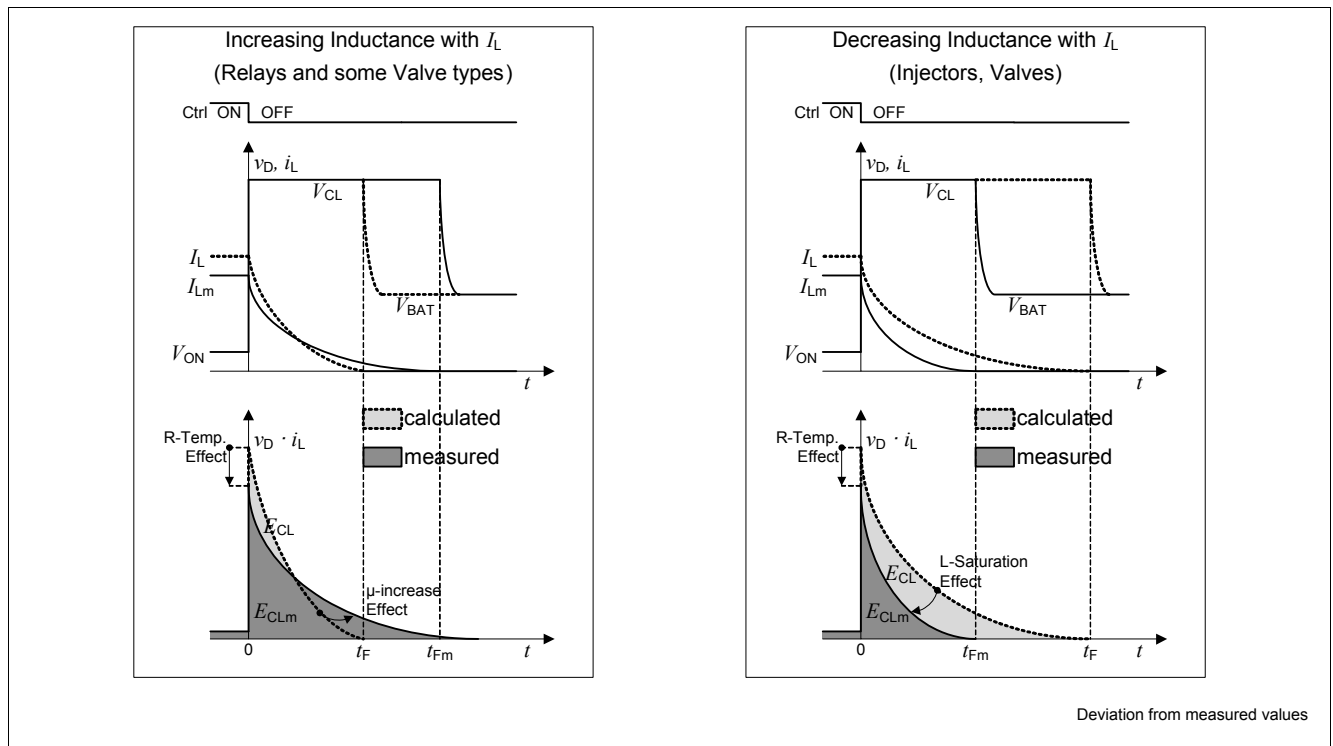 Increasing Inductance with IL
(Relays and some Valve types)
Ctrl ON OFF
vD, iL
VCL
IL
ILm
VBAT
VON
t
calculated
measured
R-Temp.
Effect
vD · iL
ECL
µ-increase
Effect
ECLm
0 tF tFm t
Decreasing Inductance with IL
(Injectors, Valves)
Ctrl ON OFF
vD, iL
VCL
IL
ILm
VBAT
VON
t
calculated
measured
R-Temp.
Effect
vD · iL
L-Saturation
Effect
ECL
ECLm
0 tFm tF t
Deviation from measured values